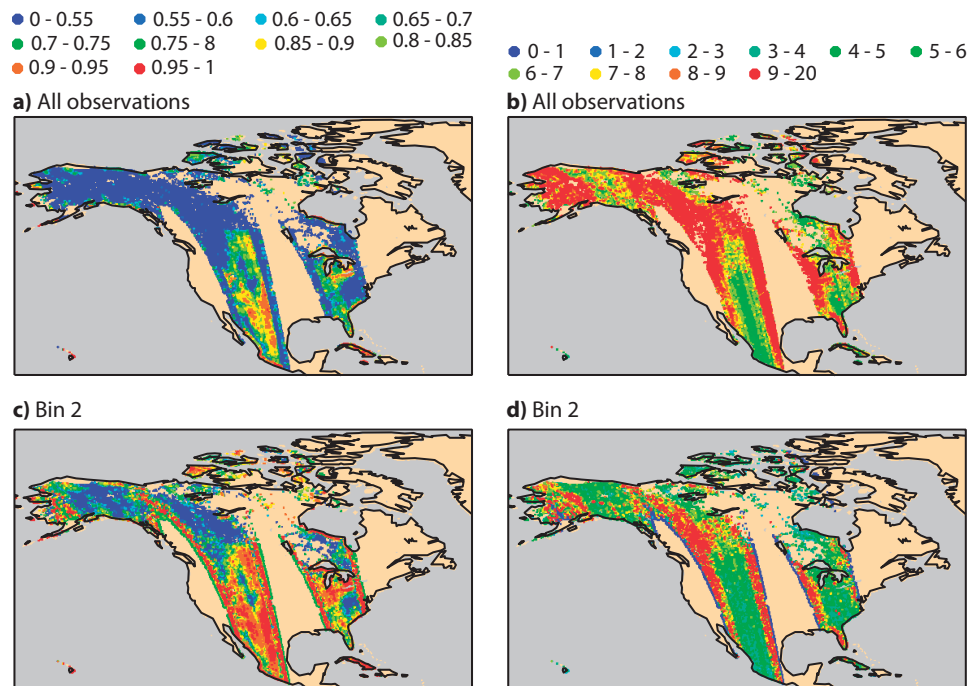 0 - 0.55 0.55 - 0.6 0.6 - 0.65 0.65 - 0.7
0.7 - 0.75 0.75 - 8 0.85 - 0.9 0.8 - 0.85
0.9 - 0.95 0.95 - 1
0 - 1 1 - 2 2 - 3 3 - 4 4 - 5 5 - 6
6 - 7 7 - 8 8 - 9 9 - 20
a) All observations
b) All observations
c) Bin 2
d) Bin 2